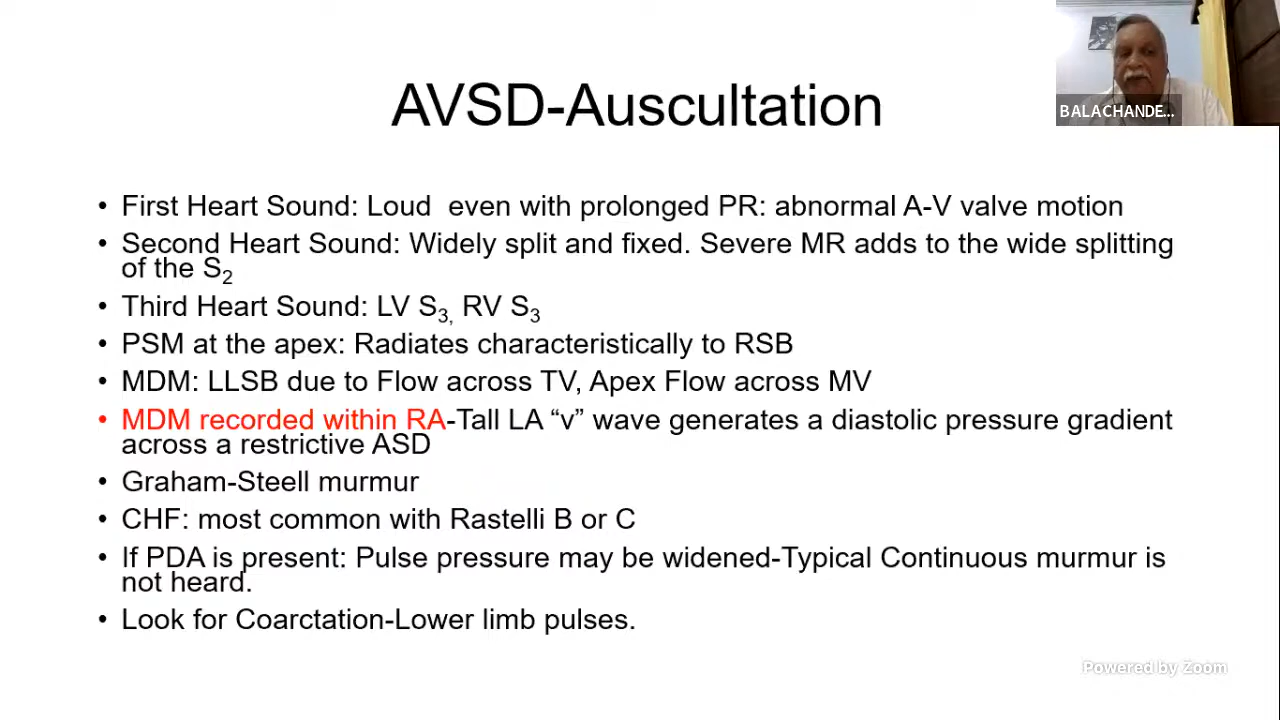 BALACHANDE...
AVSD-Auscultation
• First Heart Sound: Loud  even with prolonged PR: abnormal A-V valve motion
• Second Heart Sound: Widely split and fixed. Severe MR adds to the wide splitting
of the S₂
• Third Heart Sound: LV S₃, RV S₃
• PSM at the apex: Radiates characteristically to RSB
• MDM: LLSB due to Flow across TV, Apex Flow across MV
• MDM recorded within RA-Tall LA “v” wave generates a diastolic pressure gradient
across a restrictive ASD
• Graham-Steell murmur
• CHF: most common with Rastelli B or C
• If PDA is present: Pulse pressure may be widened-Typical Continuous murmur is
not heard.
• Look for Coarctation-Lower limb pulses.
Powered by Zoom